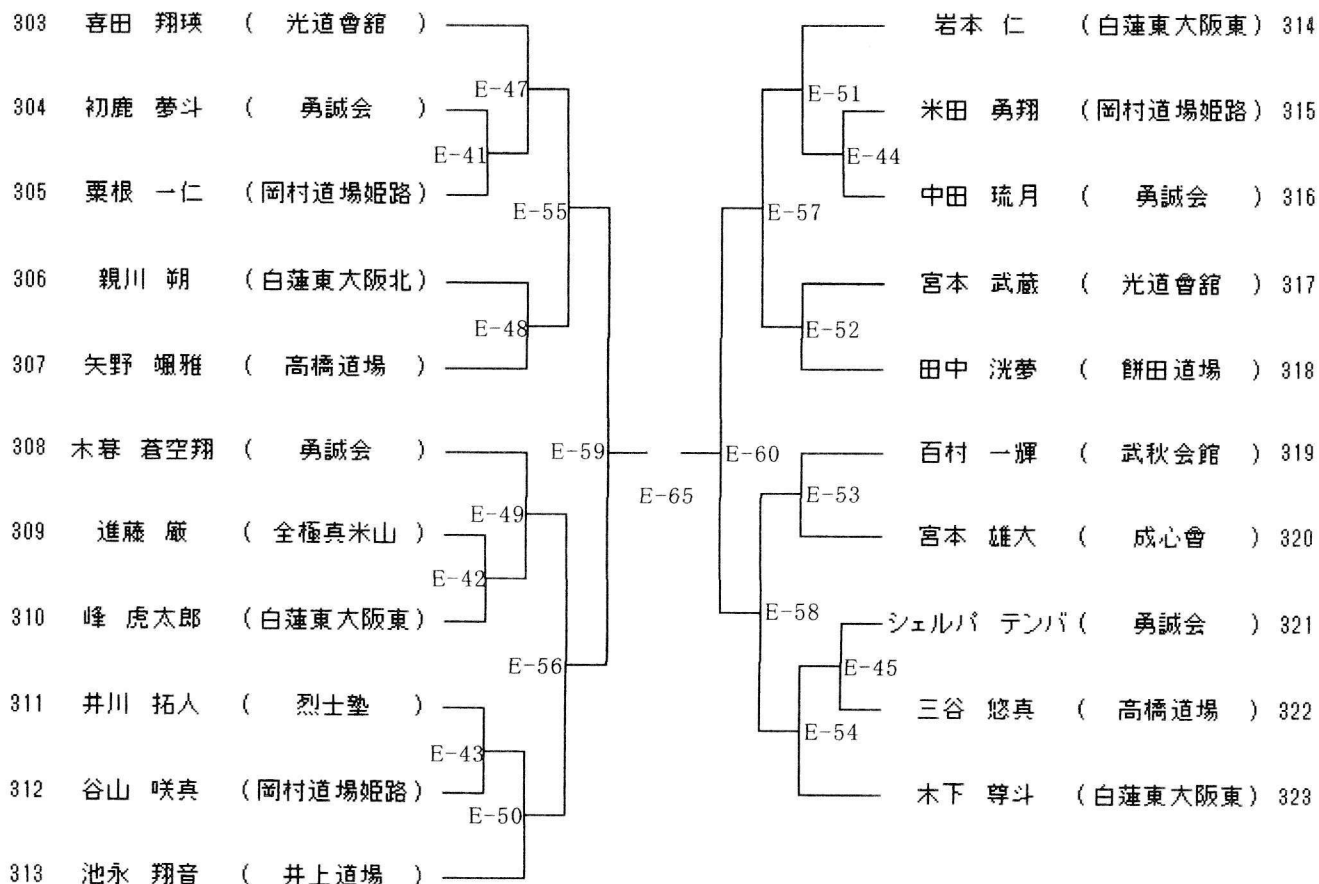 303 喜田 翔瑛 ( 光道會舘 )
E-47
304 初鹿 夢斗 ( 勇誠会 )
E-41
305 粟根 一仁 (岡村道場姫路)
E-55
306 親川 朔 (白蓮東大阪北)
E-48
307 矢野 颯雅 ( 高橋道場 )
E-59
308 木暮 蒼空翔 ( 勇誠会 )
E-49
309 進藤 厳 ( 全極真米山 )
E-42
310 峰 虎太郎 (白蓮東大阪東)
E-56
311 井川 拓人 ( 烈士塾 )
E-43
312 谷山 咲真 (岡村道場姫路)
E-50
313 池永 翔音 ( 井上道場 )
E-65
岩本 仁 (白蓮東大阪東) 314
E-51
米田 勇翔 (岡村道場姫路) 315
E-44
中田 琉月 ( 勇誠会 ) 316
E-57
宮本 武蔵 ( 光道會舘 ) 317
E-52
田中 洸夢 ( 餅田道場 ) 318
E-60
百村 一輝 ( 武秋会館 ) 319
E-53
宮本 雄大 ( 成心會 ) 320
E-58
シェルパ テンバ ( 勇誠会 ) 321
E-45
三谷 悠真 ( 高橋道場 ) 322
E-54
木下 尊斗 (白蓮東大阪東) 323